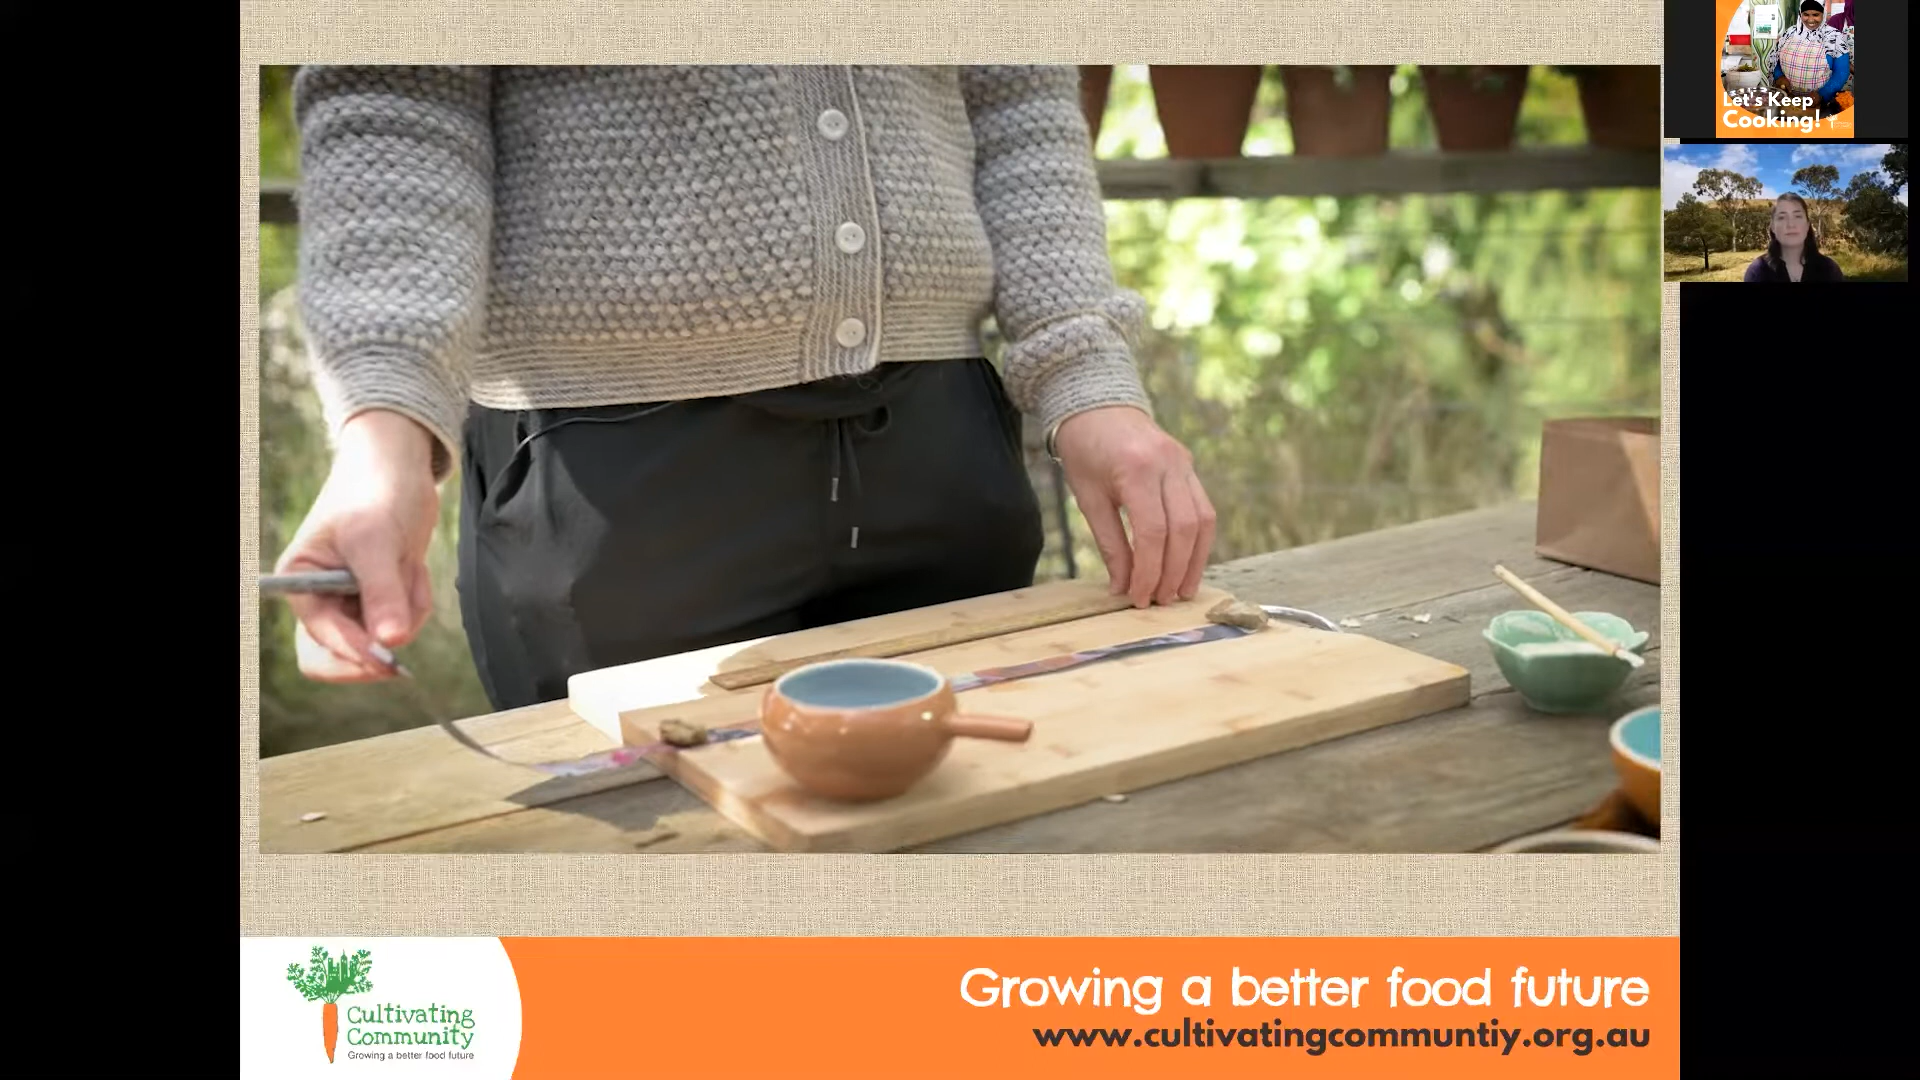 Let's Keep
Cooking!
Cultivating
Community
Growing a better food future
Growing a better food future
www.cultivatingcommuntiy.org.au